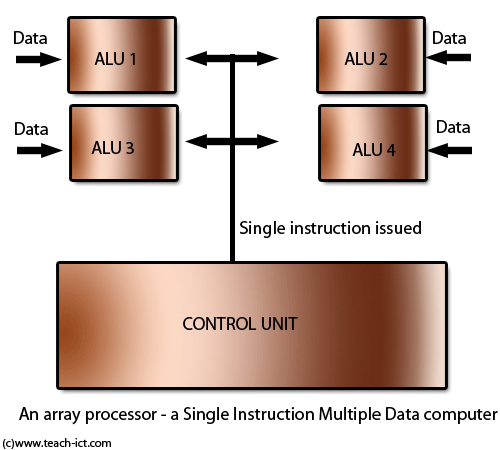 Data
ALU 1
ALU 2
Data
Data
ALU 3
ALU 4
Data
Single instruction issued
CONTROL UNIT
An array processor - a Single Instruction Multiple Data computer
(c)www.teach-ict.com